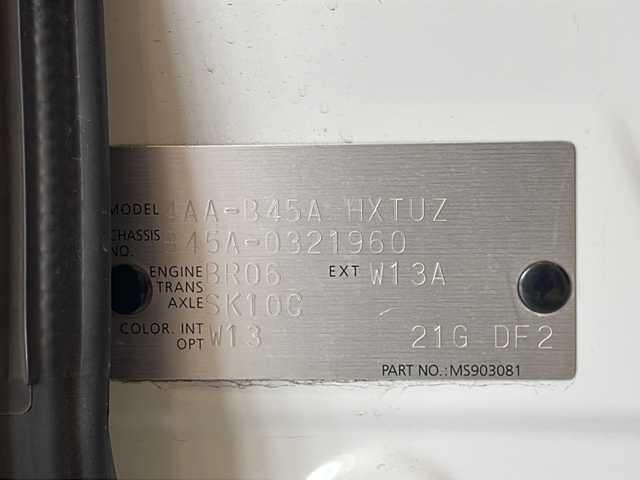 MODEL 4AA-B45A HXTUZ
CHASSIS NO. B45A-0321960
ENGINE BR06 EXT W13A
TRANS
AXLE SK10C
COLOR. INT W13 21G DF2
OPT
PART NO.:MS903081